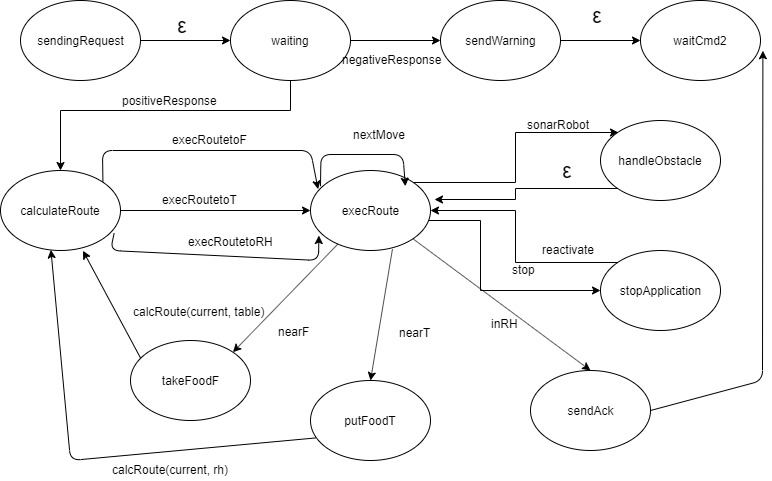 ε
ε
sendingRequest
waiting
sendWarning
waitCmd2
negativeResponse
positiveResponse
sonarRobot
execRoutetoF
nextMove
handleObstacle
ε
execRoutetoT
calculateRoute
execRoute
execRoutetoRH
reactivate
stop
stopApplication
calcRoute(current, table)
nearF
nearT
inRH
takeFoodF
putFoodT
sendAck
calcRoute(current, rh)